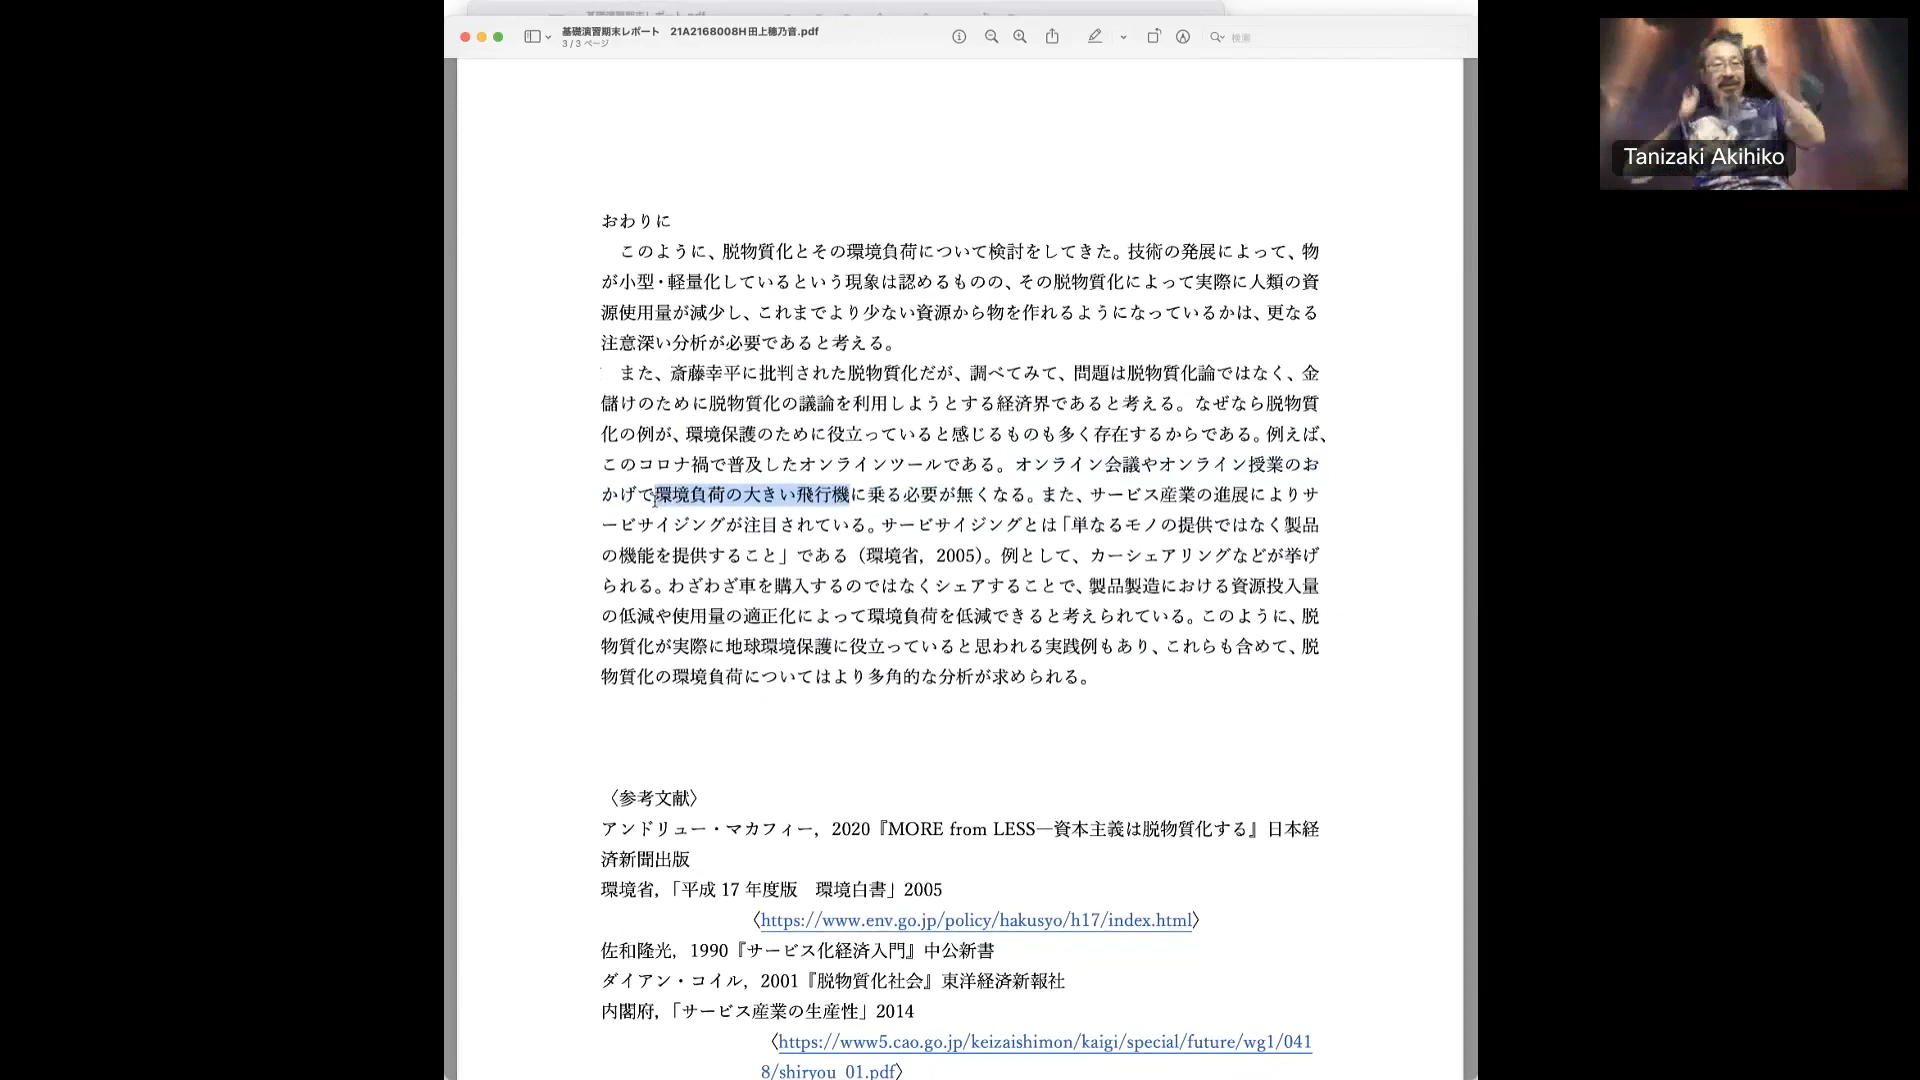 基礎演習期末レポート　21A2168008H田上穂乃音.pdf
3 / 3 ページ
検索
Tanizaki Akihiko
おわりに
このように、脱物質化とその環境負荷について検討をしてきた。技術の発展によって、物
が小型・軽量化しているという現象は認めるものの、その脱物質化によって実際に人類の資
源使用量が減少し、これまでより少ない資源から物を作れるようになっているかは、更なる
注意深い分析が必要であると考える。
また、斎藤幸平に批判された脱物質化だが、調べてみて、問題は脱物質化論ではなく、金
儲けのために脱物質化の議論を利用しようとする経済界であると考える。なぜなら脱物質
化の例が、環境保護のために役立っていると感じるものも多く存在するからである。例えば、
このコロナ禍で普及したオンラインツールである。オンライン会議やオンライン授業のお
かげで環境負荷の大きい飛行機に乗る必要が無くなる。また、サービス産業の進展によりサ
ービサイジングが注目されている。サービサイジングとは「単なるモノの提供ではなく製品
の機能を提供すること」である（環境省，2005）。例として、カーシェアリングなどが挙げ
られる。わざわざ車を購入するのではなくシェアすることで、製品製造における資源投入量
の低減や使用量の適正化によって環境負荷を低減できると考えられている。このように、脱
物質化が実際に地球環境保護に役立っていると思われる実践例もあり、これらも含めて、脱
物質化の環境負荷についてはより多角的な分析が求められる。
〈参考文献〉
アンドリュー・マカフィー，2020『MORE from LESS―資本主義は脱物質化する』日本経
済新聞出版
環境省，「平成 17 年度版　環境白書」2005
〈https://www.env.go.jp/policy/hakusyo/h17/index.html〉
佐和隆光，1990『サービス化経済入門』中公新書
ダイアン・コイル，2001『脱物質化社会』東洋経済新報社
内閣府，「サービス産業の生産性」2014
〈https://www5.cao.go.jp/keizaishimon/kaigi/special/future/wg1/041
8/shiryou_01.pdf〉